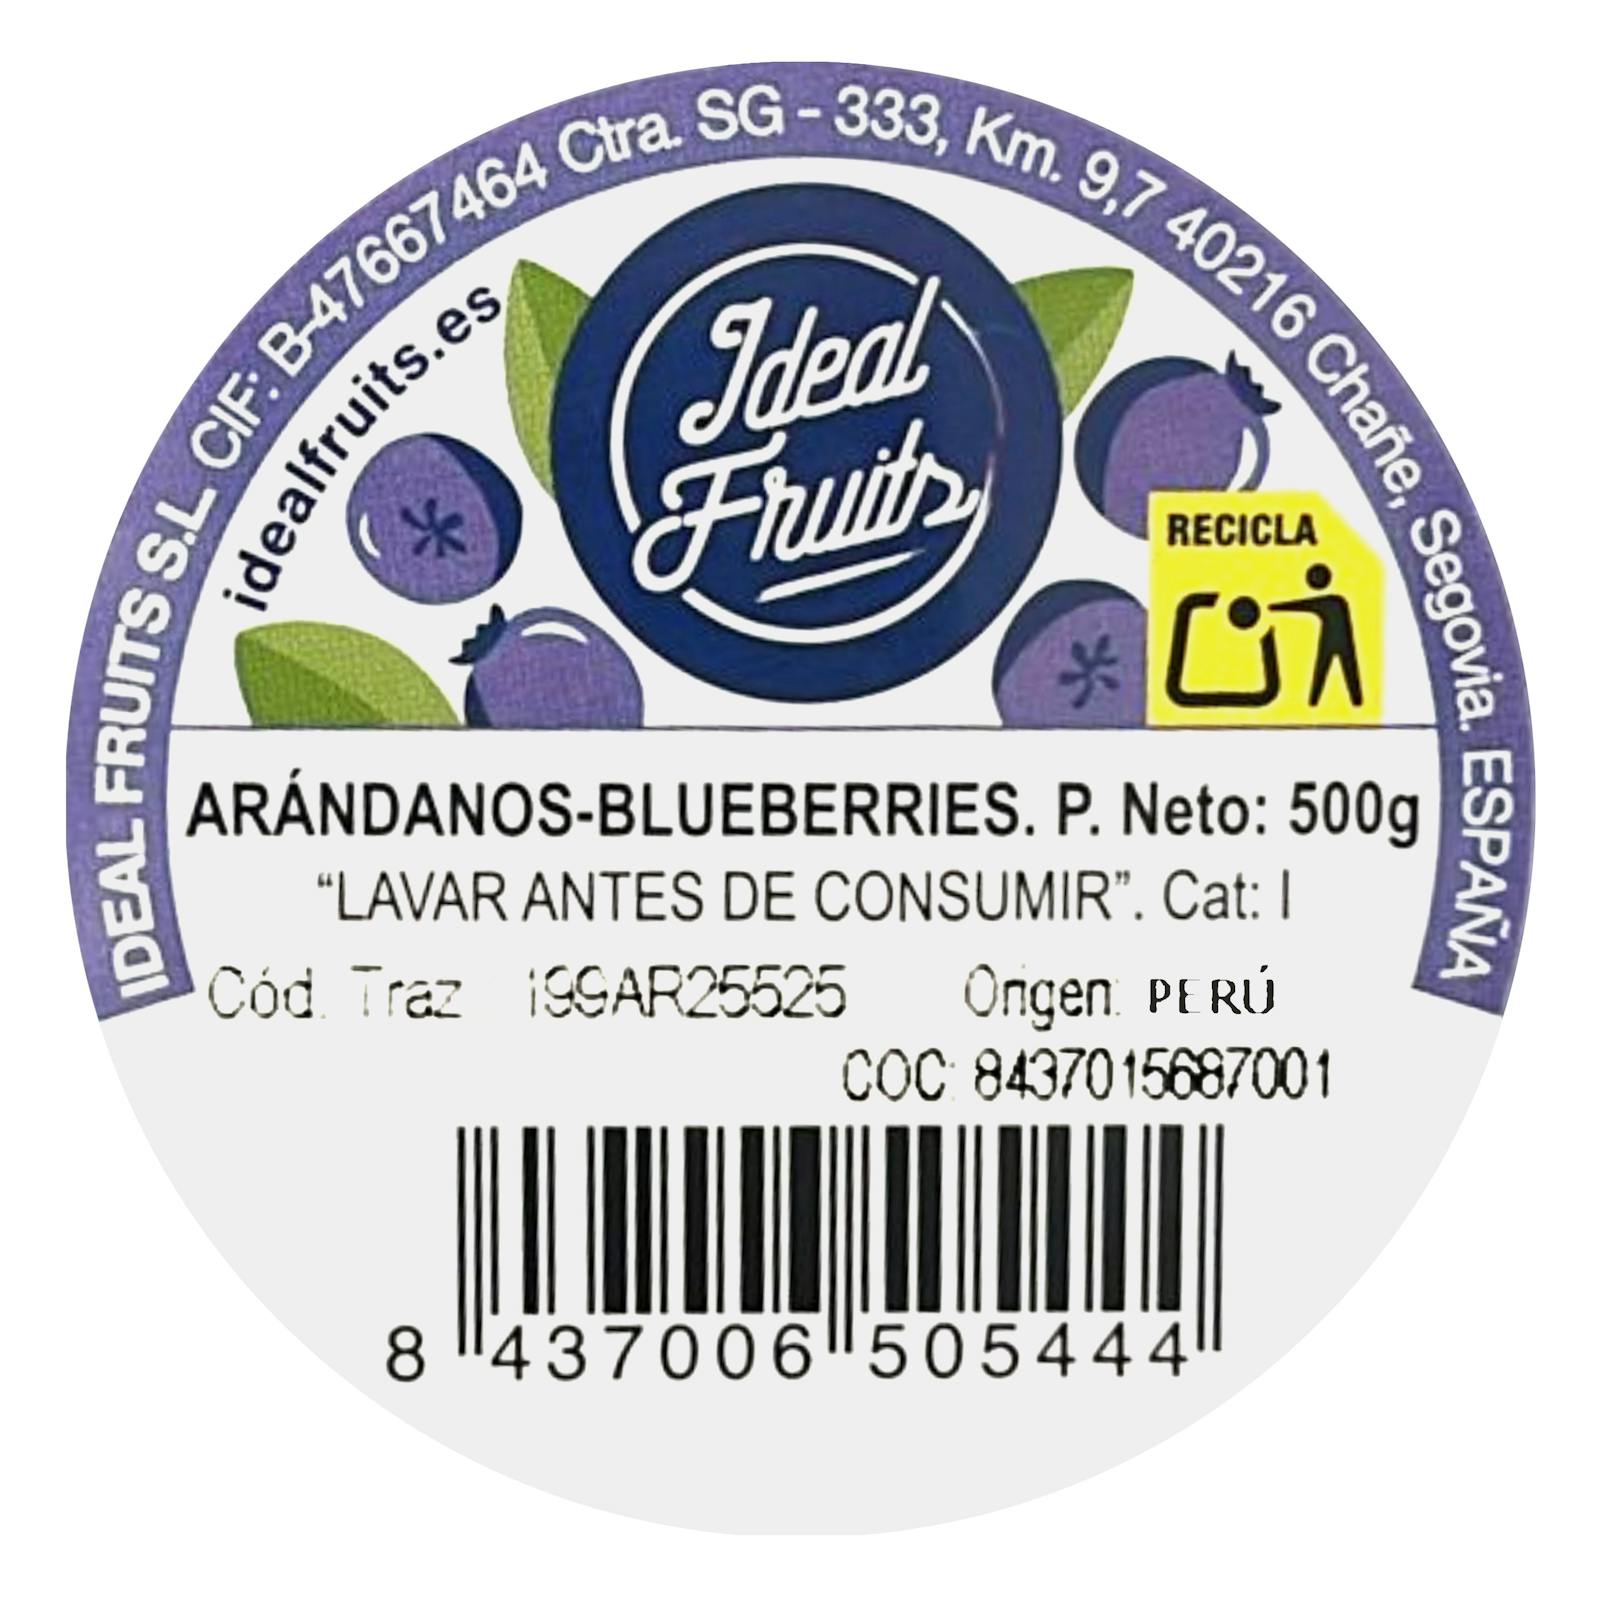 IDEAL FRUITS S.L CIF: B-47667464 Ctra. SG - 333, Km. 9,7 40216 Chañe, Segovia. ESPAÑA
idealfruits.es
Ideal
Fruits
RECICLA
ARÁNDANOS-BLUEBERRIES. P. Neto: 500g
“LAVAR ANTES DE CONSUMIR”. Cat: I
Cód. Traz 199AR25525 Origen: PERÚ
COC: 8437015687001
8 437006 505444